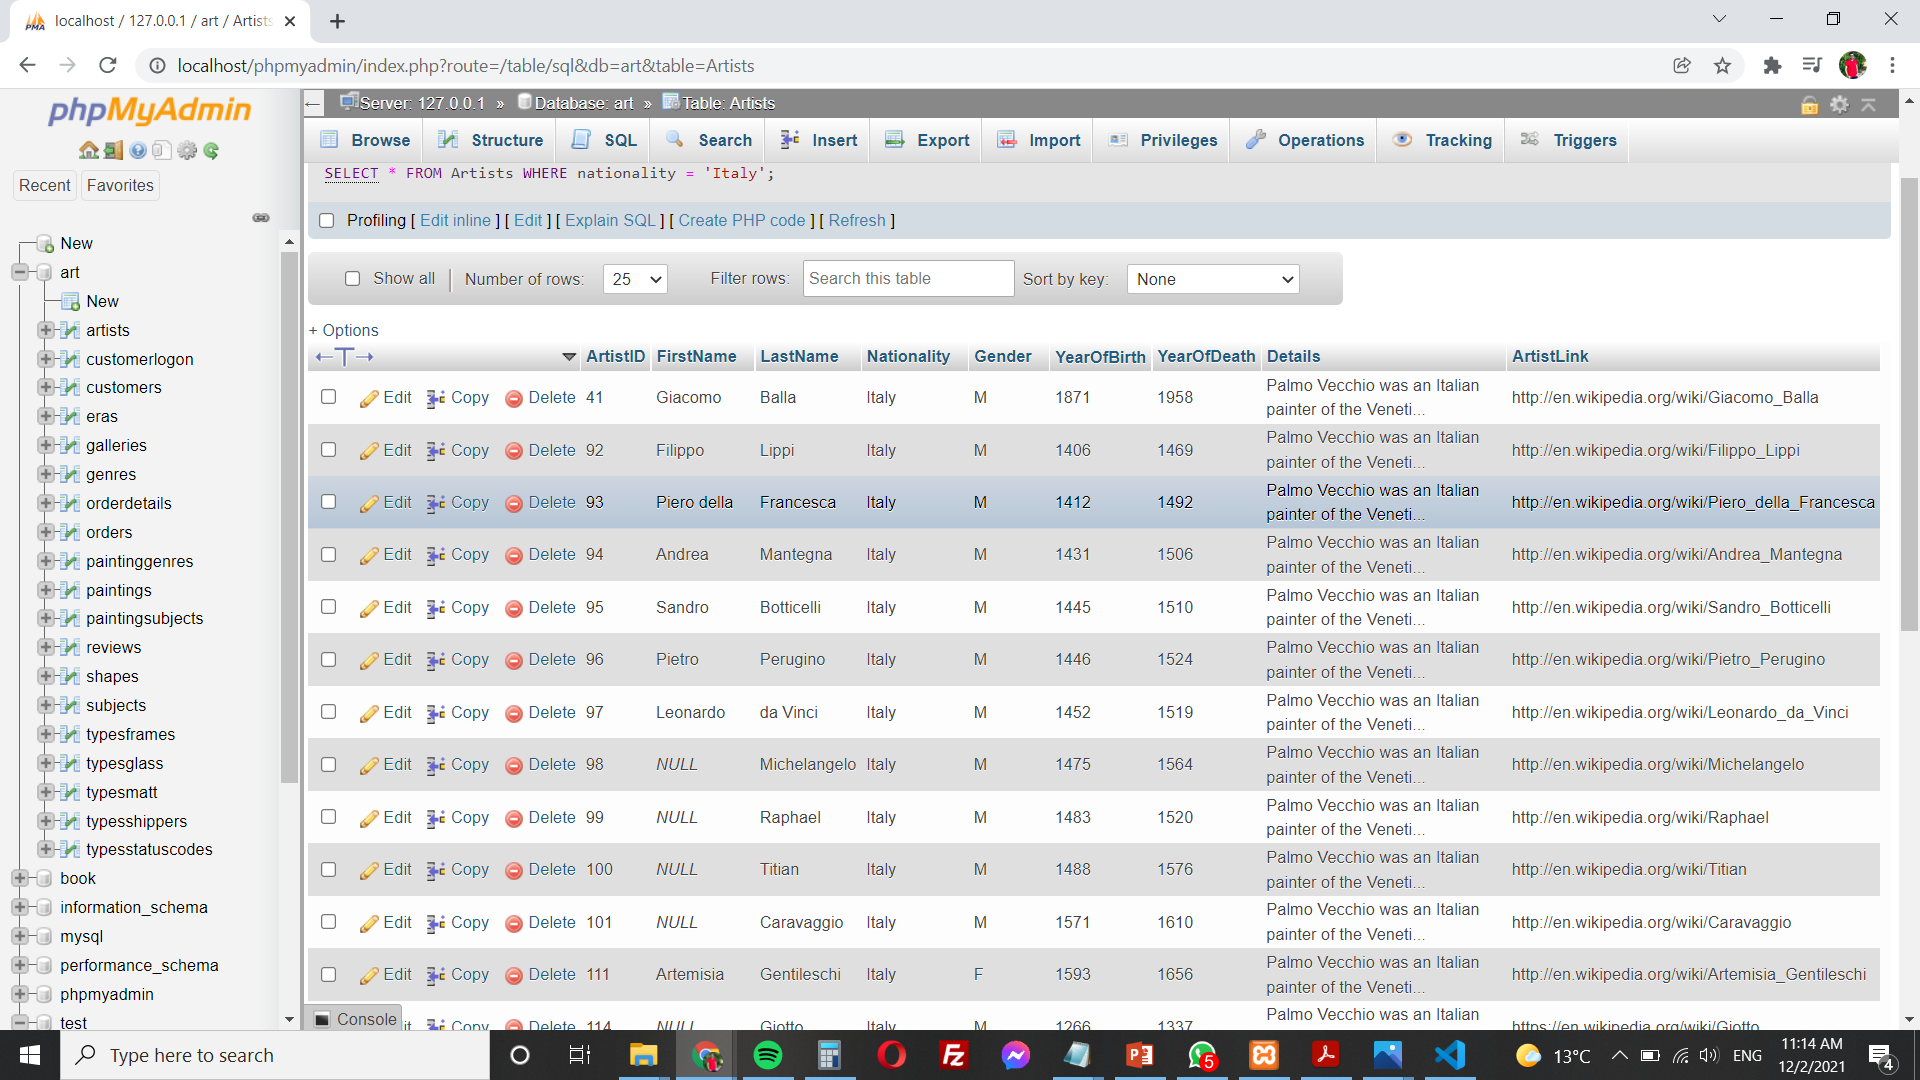 localhost / 127.0.0.1 / art / Artists
localhost/phpmyadmin/index.php?route=/table/sql&db=art&table=Artists
phpMyAdmin
Recent Favorites
New
art
New
artists
customerlogon
customers
eras
galleries
genres
orderdetails
orders
paintinggenres
paintings
paintingsubjects
reviews
shapes
subjects
typesframes
typesglass
typesmatt
typesshippers
typesstatuscodes
book
information_schema
mysql
performance_schema
phpmyadmin
test
Server: 127.0.0.1 » Database: art » Table: Artists
Browse Structure SQL Search Insert Export Import Privileges Operations Tracking Triggers
SELECT * FROM Artists WHERE nationality = 'Italy';
Profiling [ Edit inline ] [ Edit ] [ Explain SQL ] [ Create PHP code ] [ Refresh ]
Show all Number of rows: 25 Filter rows: Search this table Sort by key: None
+ Options
←T→ ArtistID FirstName LastName Nationality Gender YearOfBirth YearOfDeath Details ArtistLink
Edit Copy Delete 41 Giacomo Balla Italy M 1871 1958 Palmo Vecchio was an Italian painter of the Veneti... http://en.wikipedia.org/wiki/Giacomo_Balla
Edit Copy Delete 92 Filippo Lippi Italy M 1406 1469 Palmo Vecchio was an Italian painter of the Veneti... http://en.wikipedia.org/wiki/Filippo_Lippi
Edit Copy Delete 93 Piero della Francesca Italy M 1412 1492 Palmo Vecchio was an Italian painter of the Veneti... http://en.wikipedia.org/wiki/Piero_della_Francesca
Edit Copy Delete 94 Andrea Mantegna Italy M 1431 1506 Palmo Vecchio was an Italian painter of the Veneti... http://en.wikipedia.org/wiki/Andrea_Mantegna
Edit Copy Delete 95 Sandro Botticelli Italy M 1445 1510 Palmo Vecchio was an Italian painter of the Veneti... http://en.wikipedia.org/wiki/Sandro_Botticelli
Edit Copy Delete 96 Pietro Perugino Italy M 1446 1524 Palmo Vecchio was an Italian painter of the Veneti... http://en.wikipedia.org/wiki/Pietro_Perugino
Edit Copy Delete 97 Leonardo da Vinci Italy M 1452 1519 Palmo Vecchio was an Italian painter of the Veneti... http://en.wikipedia.org/wiki/Leonardo_da_Vinci
Edit Copy Delete 98 NULL Michelangelo Italy M 1475 1564 Palmo Vecchio was an Italian painter of the Veneti... http://en.wikipedia.org/wiki/Michelangelo
Edit Copy Delete 99 NULL Raphael Italy M 1483 1520 Palmo Vecchio was an Italian painter of the Veneti... http://en.wikipedia.org/wiki/Raphael
Edit Copy Delete 100 NULL Titian Italy M 1488 1576 Palmo Vecchio was an Italian painter of the Veneti... http://en.wikipedia.org/wiki/Titian
Edit Copy Delete 101 NULL Caravaggio Italy M 1571 1610 Palmo Vecchio was an Italian painter of the Veneti... http://en.wikipedia.org/wiki/Caravaggio
Edit Copy Delete 111 Artemisia Gentileschi Italy F 1593 1656 Palmo Vecchio was an Italian painter of the Veneti... http://en.wikipedia.org/wiki/Artemisia_Gentileschi
Copy Delete 114 NULL Giotto Italy M 1266 1337 Palmo Vecchio was an Italian https://en.wikipedia.org/wiki/Giotto
Console
Type here to search
5
13°C ENG 11:14 AM
12/2/2021
4